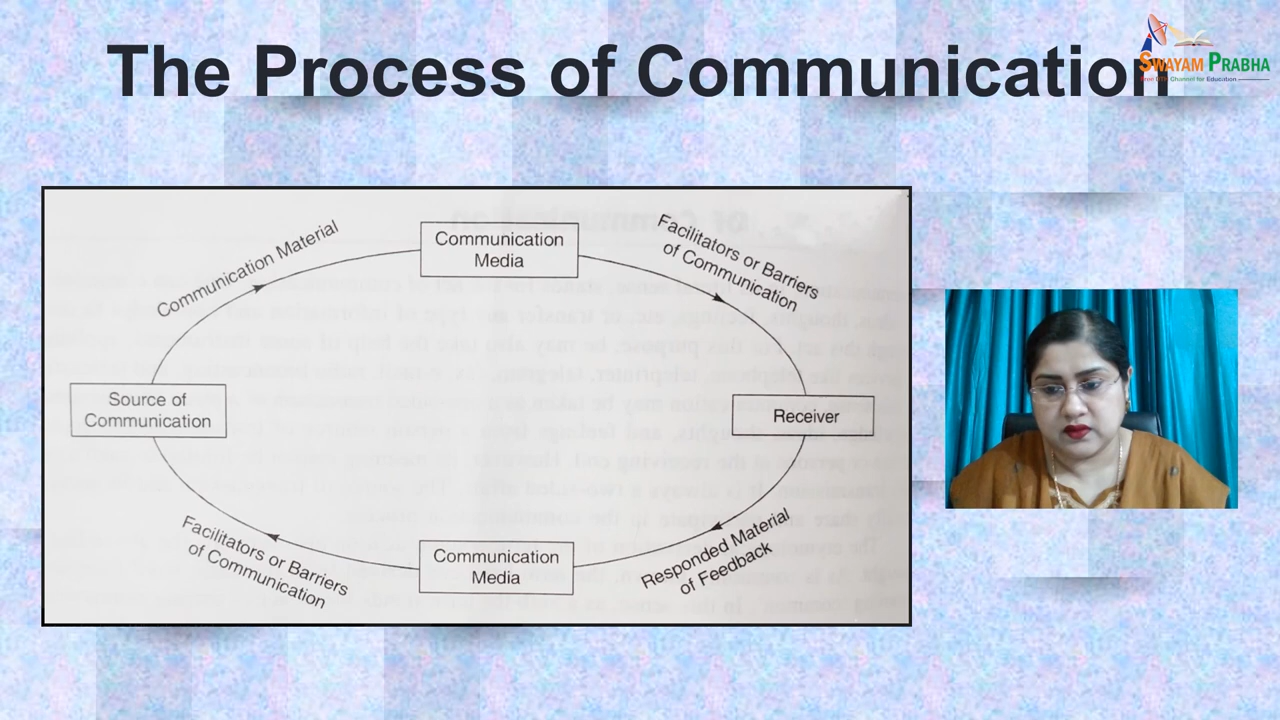 The Process of Communication
SWAYAM PRABHA
Communication Material
Communication
Media
Facilitators or Barriers
of Communication
Source of
Communication
Receiver
Facilitators or Barriers
of Communication
Communication
Media
Responded Material
of Feedback